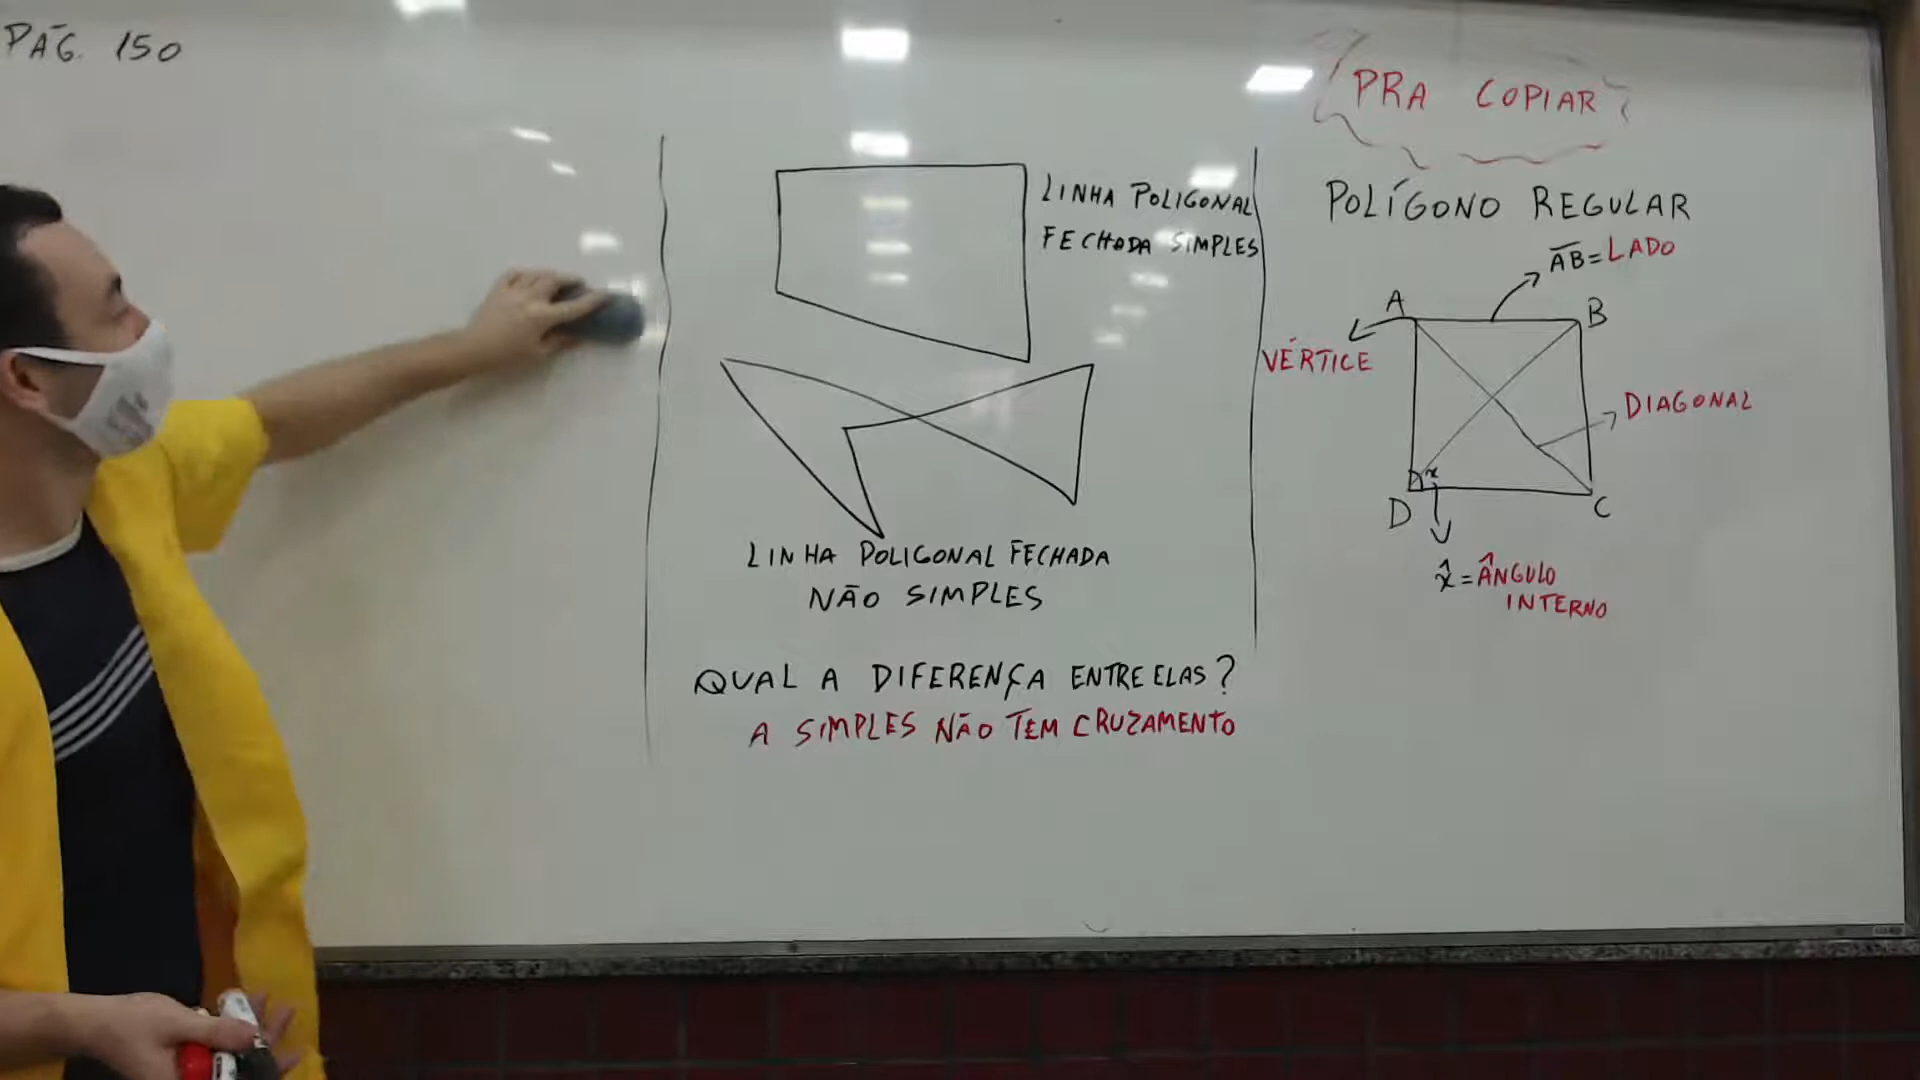 PÁG. 150
LINHA POLIGONAL
FECHADA SIMPLES
LINHA POLIGONAL FECHADA
NÃO SIMPLES
QUAL A DIFERENÇA ENTRE ELAS?
A SIMPLES NÃO TEM CRUZAMENTO
PRA COPIAR
POLÍGONO REGULAR
AB = LADO
A
B
VÉRTICE
DIAGONAL
x
D
C
x̂ = ÂNGULO
INTERNO